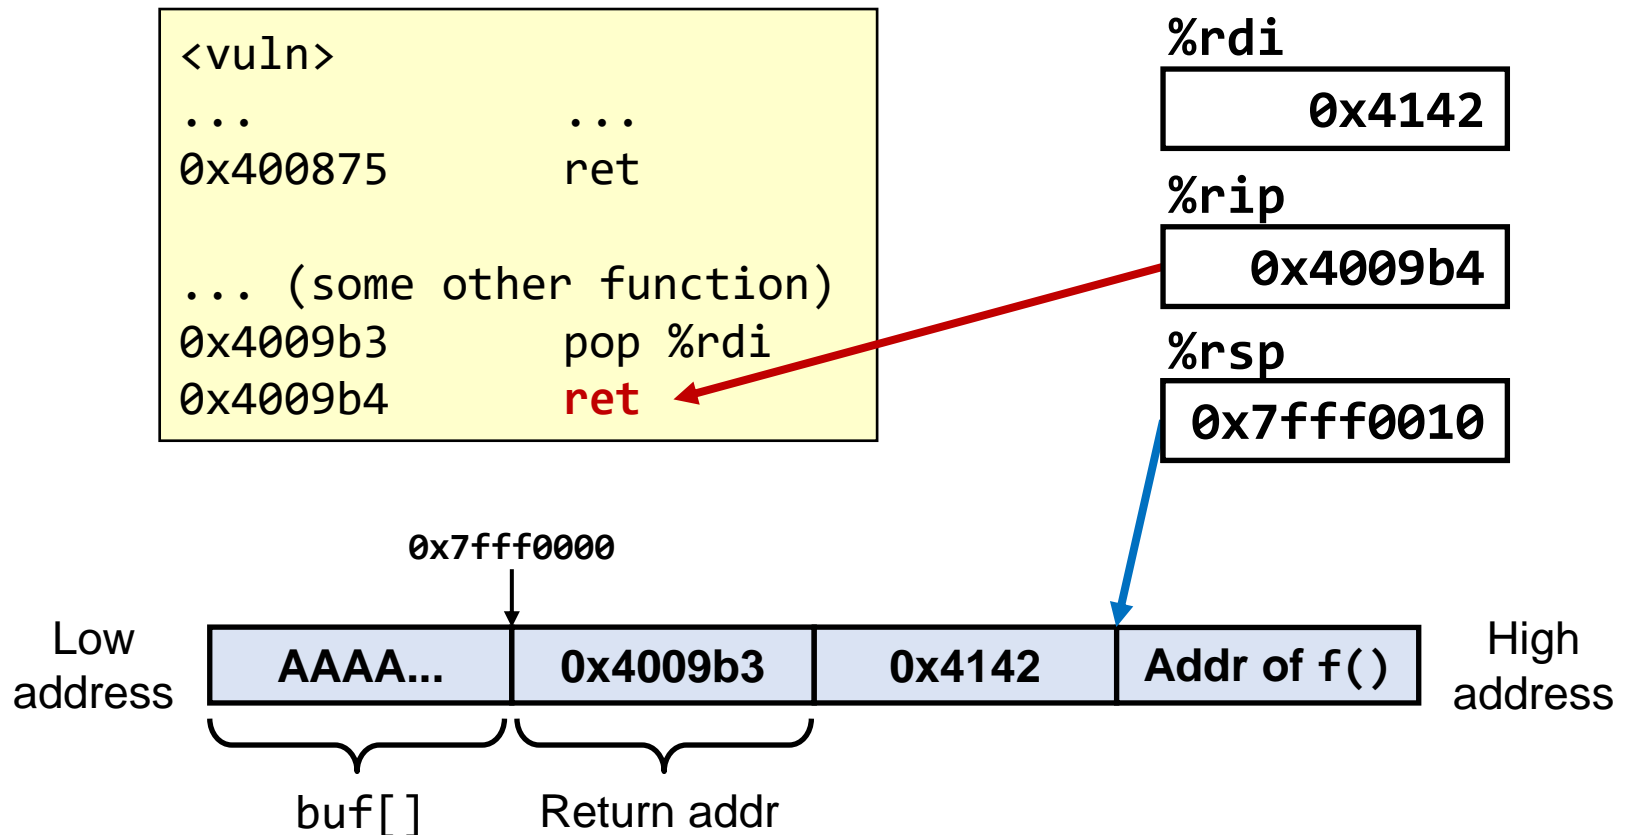 <vuln>
... ...
0x400875 ret
... (some other function)
0x4009b3 pop %rdi
0x4009b4 ret
%rdi
0x4142
%rip
0x4009b4
%rsp
0x7fff0010
0x7fff0000
Low
address
AAAA... 0x4009b3 0x4142 Addr of f()
High
address
buf[] Return addr